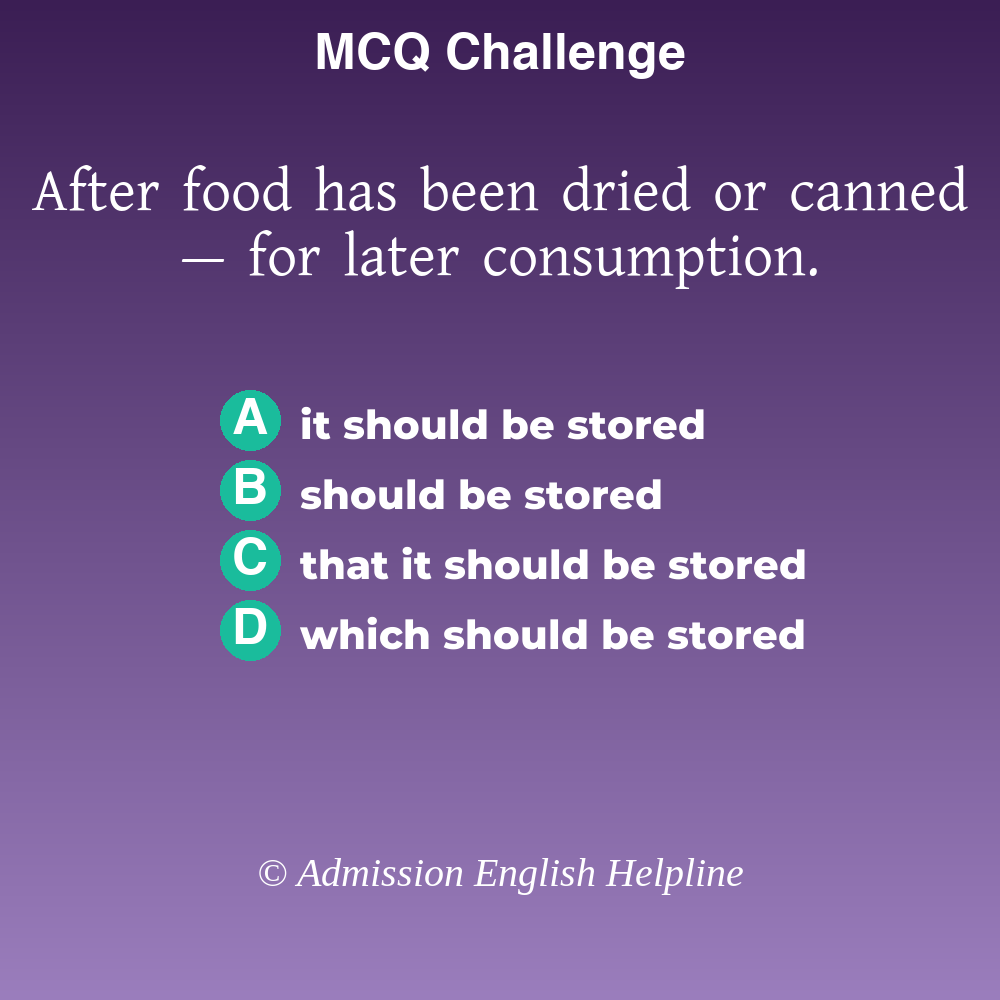 MCQ Challenge
After food has been dried or canned
— for later consumption.
A it should be stored
B should be stored
C that it should be stored
D which should be stored
© Admission English Helpline